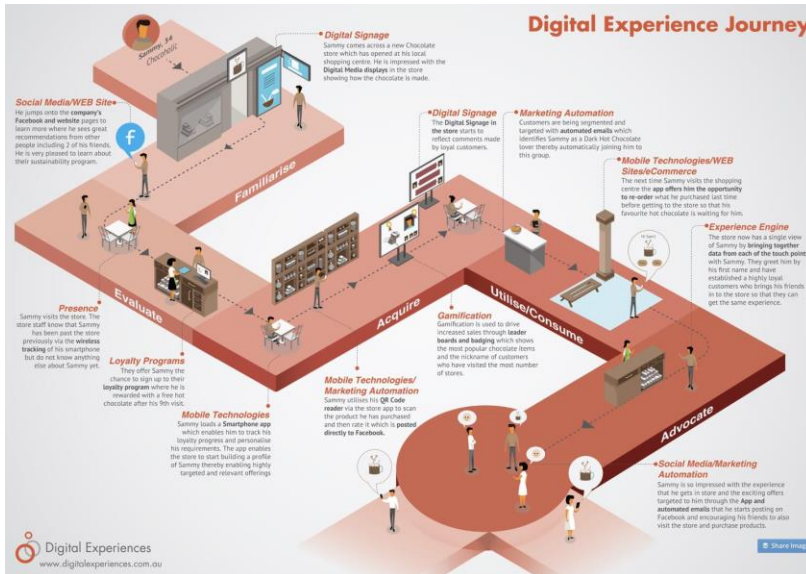 Digital Experience Journey
Sammy, 34
Chocoholic
Digital Signage
Sammy comes across a new Chocolate
store which has opened at his local
shopping centre. He is impressed with the
Digital Media displays in the store
showing how the chocolate is made.
Social Media/WEB Site
He jumps onto the company's
Facebook and website pages to
learn more where he sees great
recommendations from other
people including 2 of his friends.
He is very pleased to learn about
their sustainability program.
f
Familiarise
Digital Signage
The Digital Signage in
the store starts to
reflect comments made
by loyal customers.
Marketing Automation
Customers are being segmented and
targeted with automated emails which
identifies Sammy as a Dark Hot Chocolate
lover thereby automatically joining him to
this group.
Mobile Technologies/WEB
Sites/eCommerce
The next time Sammy visits the shopping
centre the app offers him the opportunity
to re-order what he purchased last time
before getting to the store so that his
favourite hot chocolate is waiting for him.
Experience Engine
The store now has a single view
of Sammy by bringing together
data from each of the touch point
with Sammy. They greet him by
his first name and have
established a highly loyal
customers who brings his friends
in to the store so that they can
get the same experience.
Presence
Sammy visits the store. The
store staff know that Sammy
has been past the store
previously via the wireless
tracking of his smartphone
but do not know anything
else about Sammy yet.
Evaluate
Loyalty Programs
They offer Sammy the
chance to sign up to their
loyalty program where he is
rewarded with a free hot
chocolate after his 9th visit.
Mobile Technologies
Sammy loads a Smartphone app
which enables him to track his
loyalty progress and personalise
his requirements. The app enables
the store to start building a profile
of Sammy thereby enabling highly
targeted and relevant offerings
Acquire
Mobile Technologies/
Marketing Automation
Sammy utilises his QR Code
reader via the store app to scan
the product he has purchased
and then rate it which is posted
directly to Facebook.
Gamification
Gamification is used to drive
increased sales through leader
boards and badging which shows
the most popular chocolate items
and the nickname of customers
who have visited the most number
of stores.
Utilise/Consume
Advocate
Social Media/Marketing
Automation
Sammy is so impressed with the experience
that he gets in store and the exciting offers
targeted to him through the App and
automated emails that he starts posting on
Facebook and encouraging his friends to also
visit the store and purchase products.
Digital Experiences
www.digitalexperiences.com.au
Share Imag